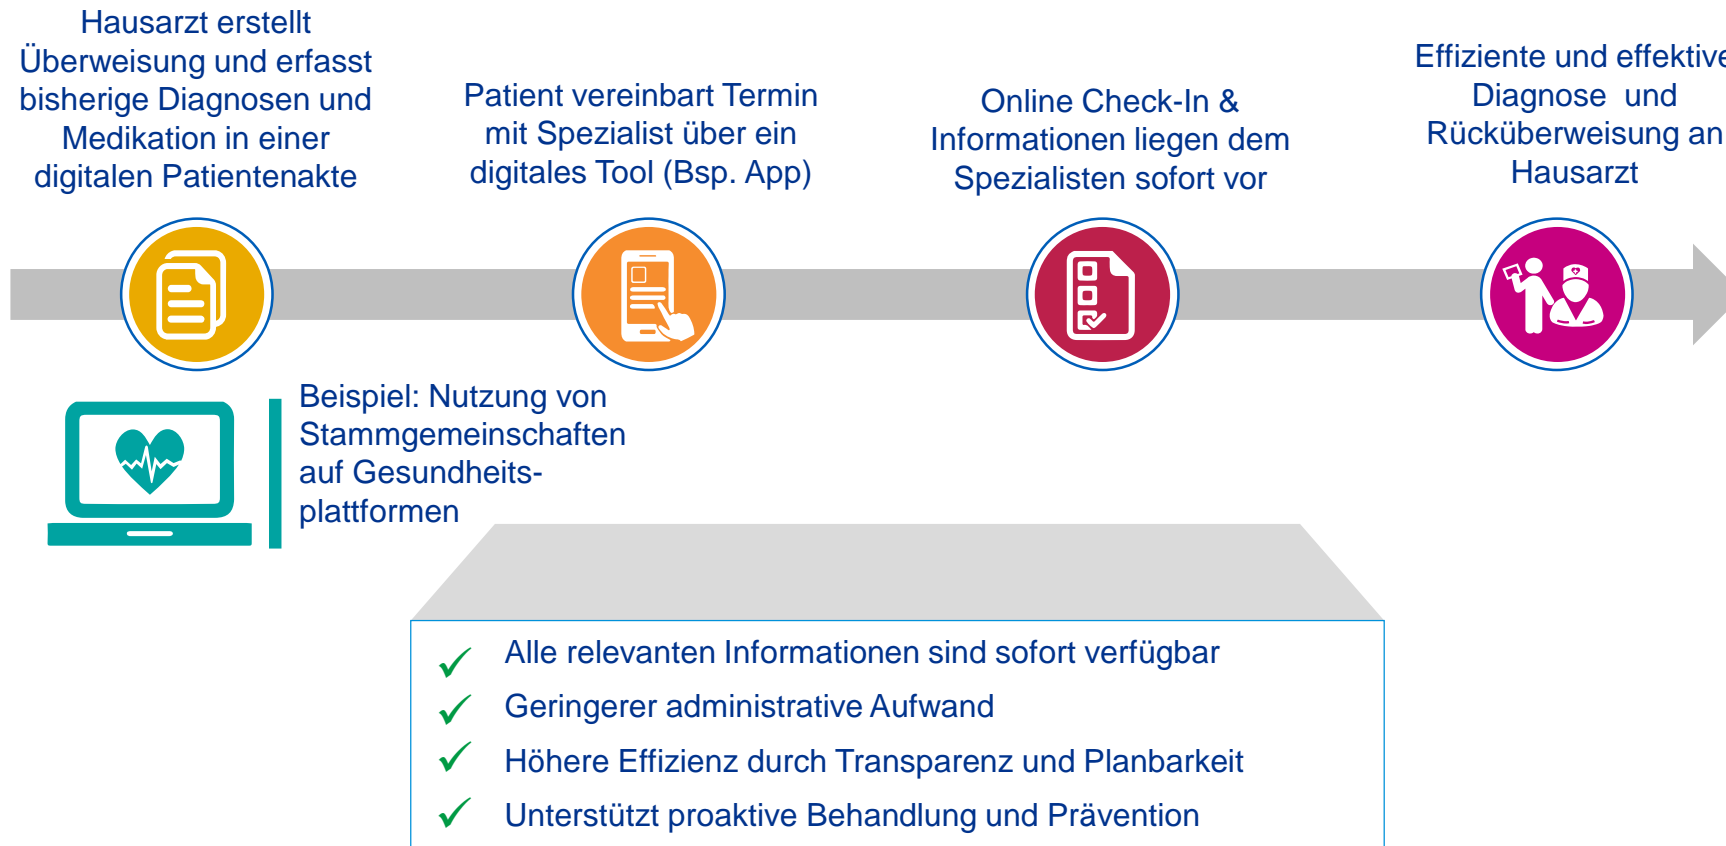 Hausarzt erstellt
Überweisung und erfasst
bisherige Diagnosen und
Medikation in einer
digitalen Patientenakte
Patient vereinbart Termin
mit Spezialist über ein
digitales Tool (Bsp. App)
Online Check-In &
Informationen liegen dem
Spezialisten sofort vor
Effiziente und effektive
Diagnose und
Rücküberweisung an
Hausarzt
Beispiel: Nutzung von
Stammgemeinschaften
auf Gesundheits-
plattformen
Alle relevanten Informationen sind sofort verfügbar
Geringerer administrative Aufwand
Höhere Effizienz durch Transparenz und Planbarkeit
Unterstützt proaktive Behandlung und Prävention